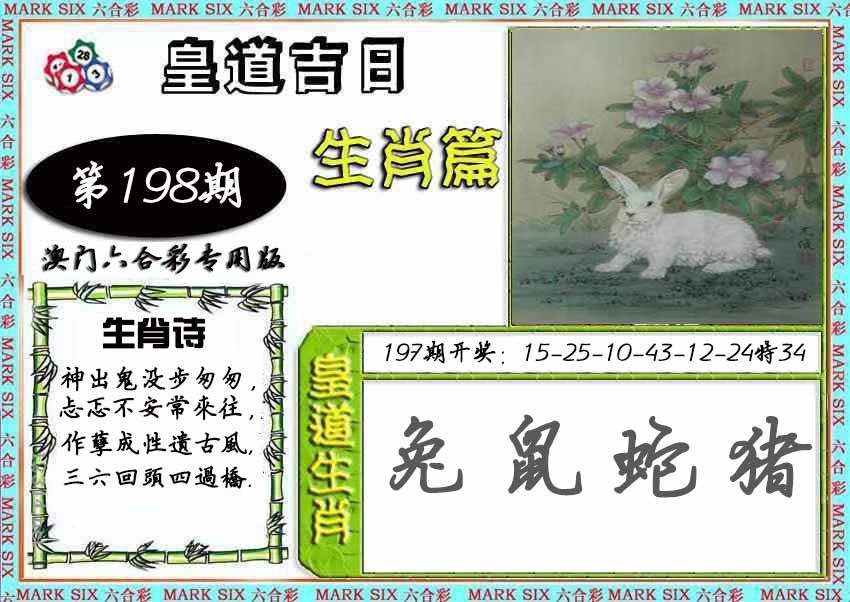 MARK SIX 六合彩 MARK SIX 六合彩 MARK SIX 六合彩 MARK SIX 六合彩 MARK SIX 六合彩 MARK SIX 六合彩
28
1
3
皇道吉日
生肖篇
第198期
澳门六合彩专用版
生肖诗
神出鬼没步匆匆,
忐忑不安常來往,
作孽成性遺古風,
三六回頭四過橋.
197期开奖：15-25-10-43-12-24特34
皇道生肖
兔 鼠 蛇 猪
MARK SIX 六合彩 MARK SIX 六合彩 MARK SIX 六合彩 MARK SIX 六合彩 MARK SIX 六合彩